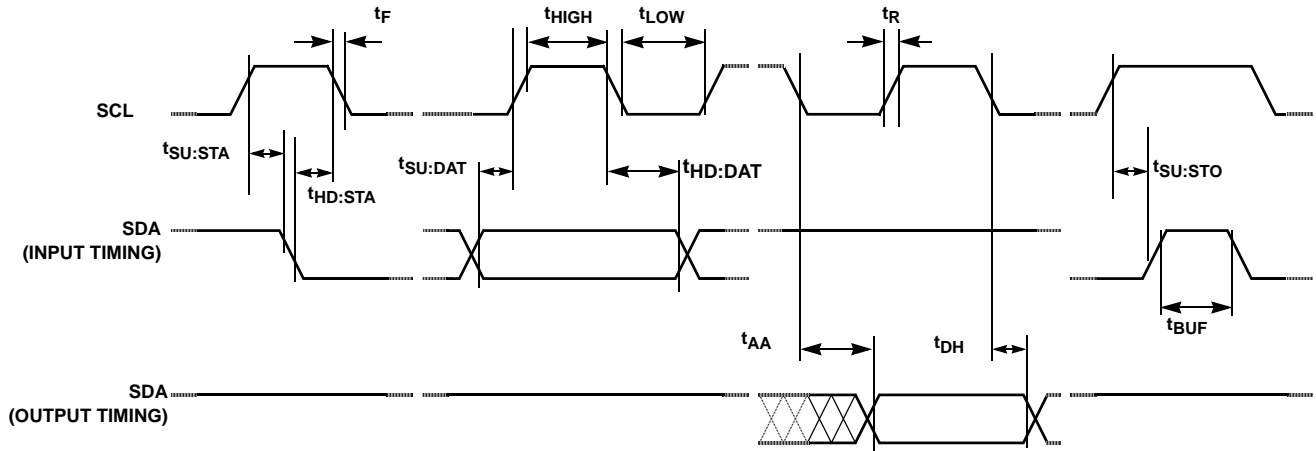 tF
tHIGH
tLOW
tR
SCL
tSU:STA
tHD:STA
tSU:DAT
tHD:DAT
tSU:STO
SDA
(INPUT TIMING)
tBUF
tAA
tDH
SDA
(OUTPUT TIMING)